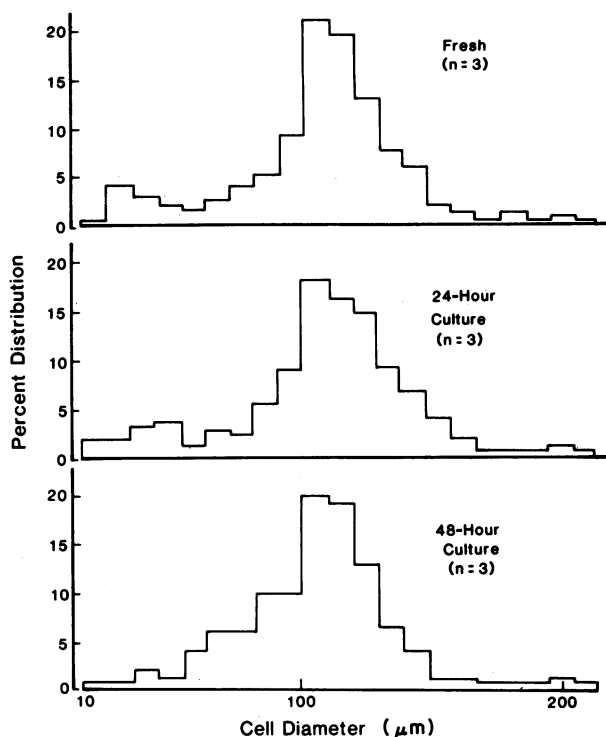 20
15
10
5
0
Fresh
(n=3)
20
15
10
5
0
24-Hour
Culture
(n=3)
20
15
10
5
0
48-Hour
Culture
(n=3)
10 100 200
Cell Diameter (μm)
Percent Distribution